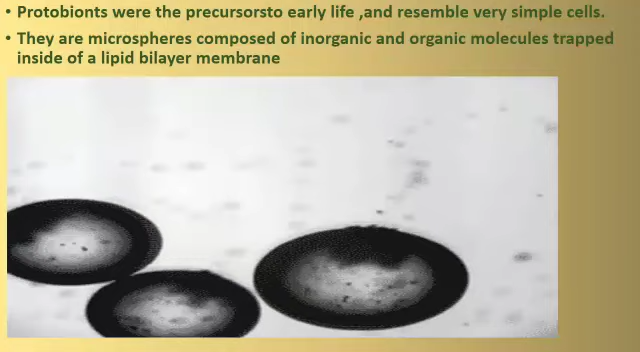 • Protobionts were the precursorsto early life ,and resemble very simple cells.
• They are microspheres composed of inorganic and organic molecules trapped
inside of a lipid bilayer membrane